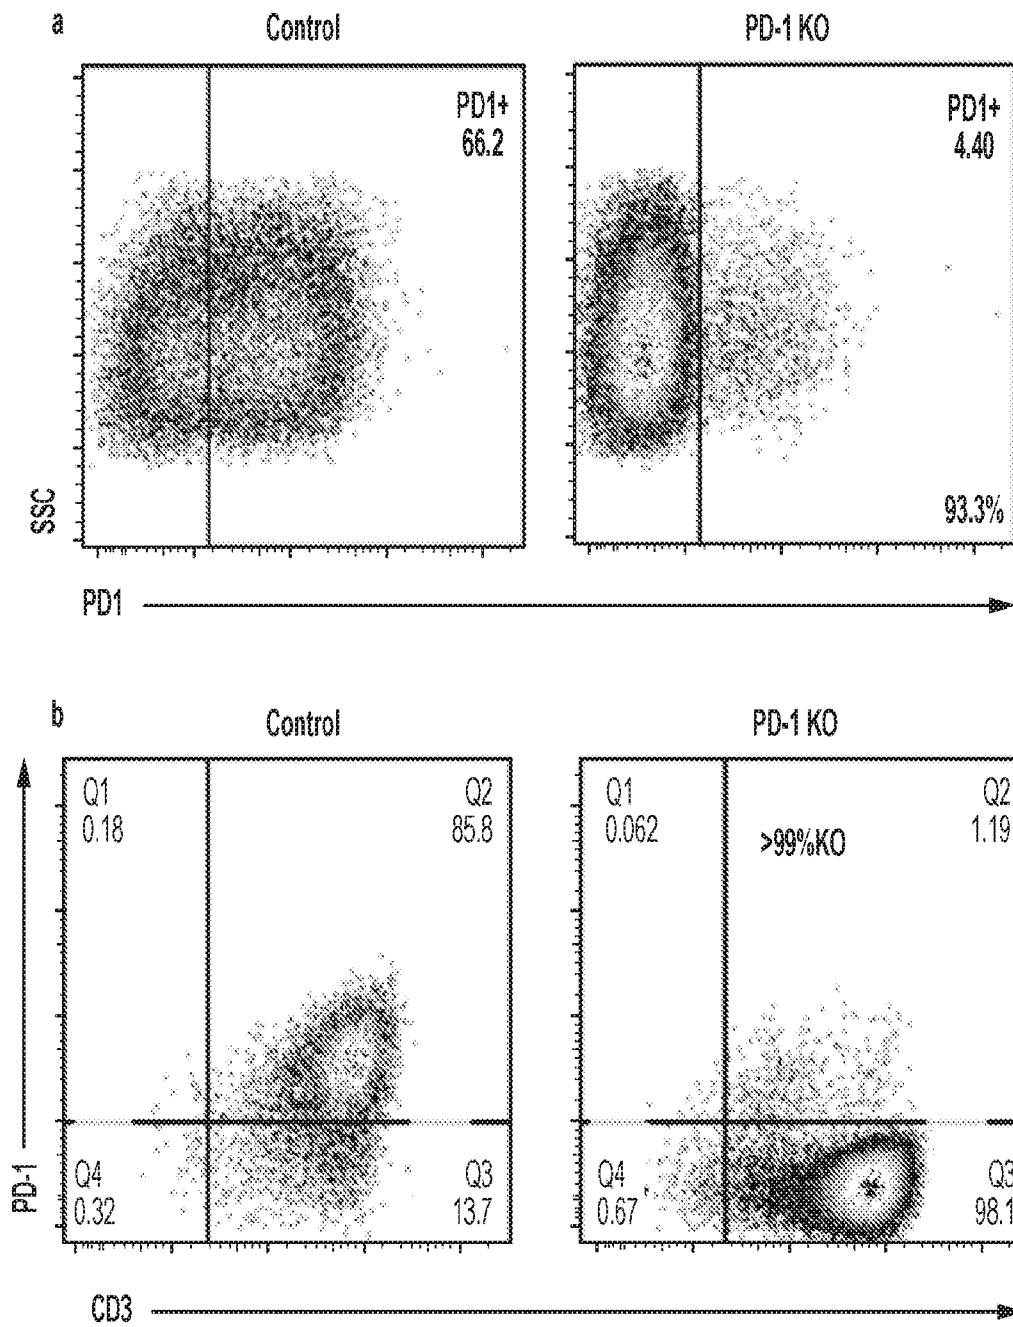 a
Control
PD-1 KO
PD1+
66.2
PD1+
4.40
93.3%
SSC
PD1
b
Control
PD-1 KO
Q1
0.18
Q2
85.8
Q4
0.32
Q3
13.7
Q1
0.062
>99%KO
Q2
1.19
Q4
0.67
Q3
98.1
PD-1
CD3